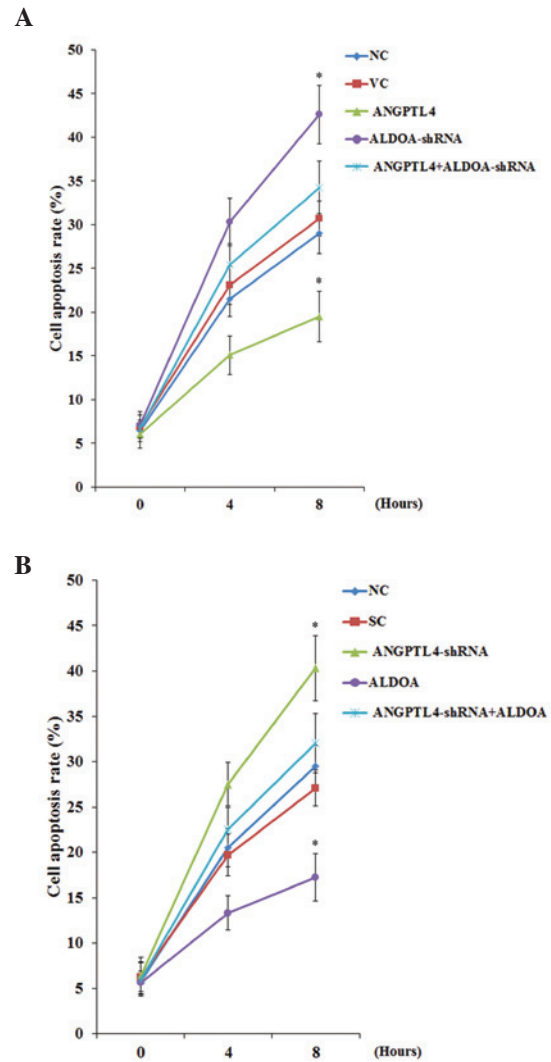 A
50
45
40
35
30
25
20
15
10
5
0
Cell apoptosis rate (%)
0 4 8 (Hours)
NC
VC
ANGPTL4
ALDOA-shRNA
ANGPTL4+ALDOA-shRNA
*
*
*
B
50
45
40
35
30
25
20
15
10
5
0
Cell apoptosis rate (%)
0 4 8 (Hours)
NC
SC
ANGPTL4-shRNA
ALDOA
ANGPTL4-shRNA+ALDOA
*
*